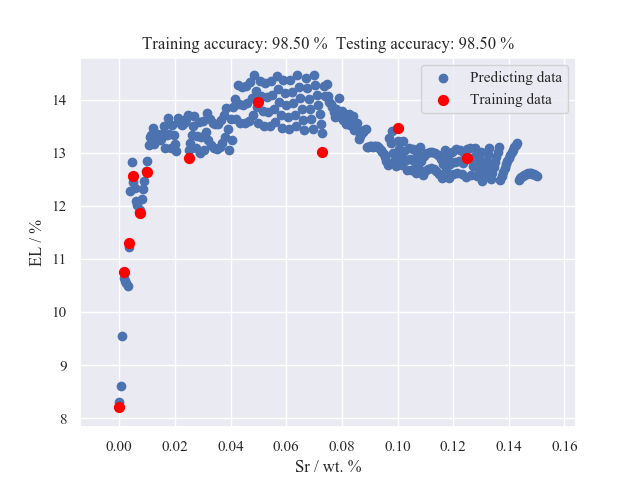 Training accuracy: 98.50 % Testing accuracy: 98.50 %
Predicting data
Training data
14
13
12
11
10
9
8
EL / %
0.00 0.02 0.04 0.06 0.08 0.10 0.12 0.14 0.16
Sr / wt. %